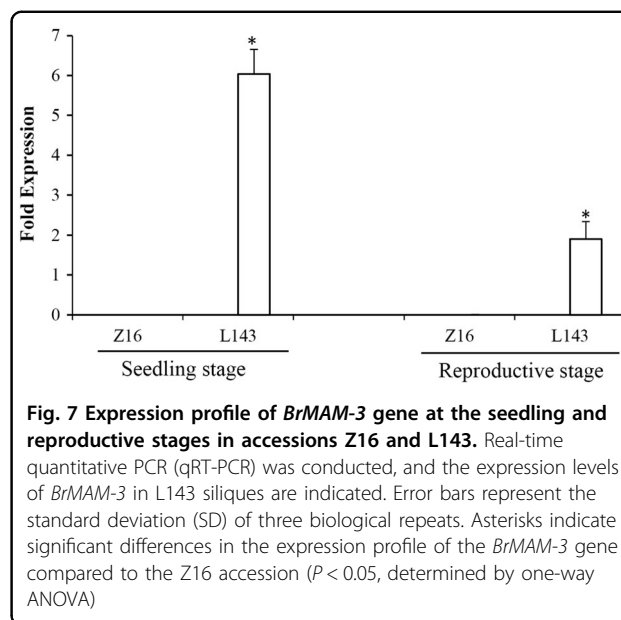 7
6
5
4
3
2
1
0
Fold Expression
*
*
Z16 L143 Z16 L143
Seedling stage Reproductive stage
Fig. 7 Expression profile of BrMAM-3 gene at the seedling and
reproductive stages in accessions Z16 and L143. Real-time
quantitative PCR (qRT-PCR) was conducted, and the expression levels
of BrMAM-3 in L143 siliques are indicated. Error bars represent the
standard deviation (SD) of three biological repeats. Asterisks indicate
significant differences in the expression profile of the BrMAM-3 gene
compared to the Z16 accession (P < 0.05, determined by one-way
ANOVA)